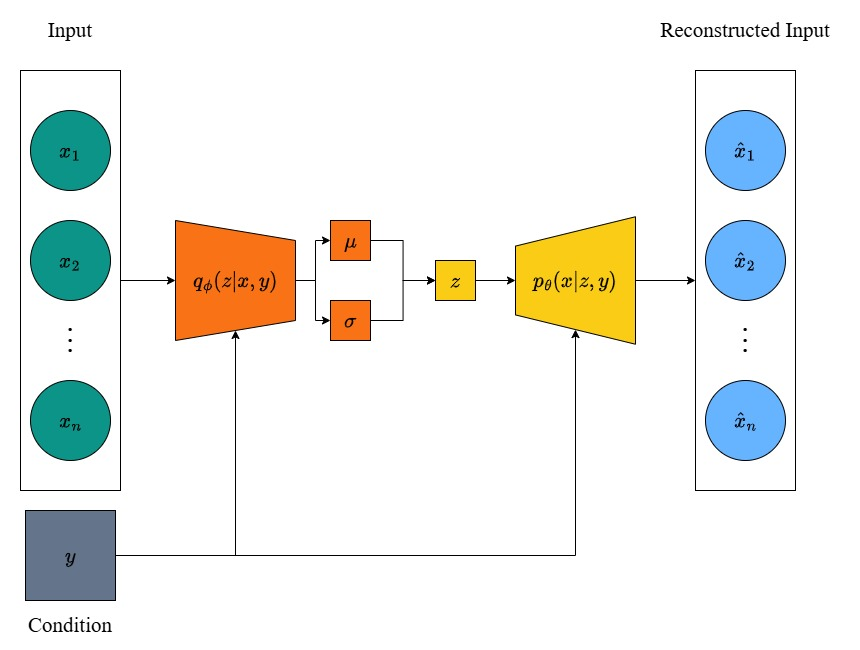 Input
Reconstructed Input
x₁
x₂
⋮
xₙ
q_ϕ(z|x, y)
μ
σ
z
p_θ(x|z, y)
x̂₁
x̂₂
⋮
x̂ₙ
y
Condition